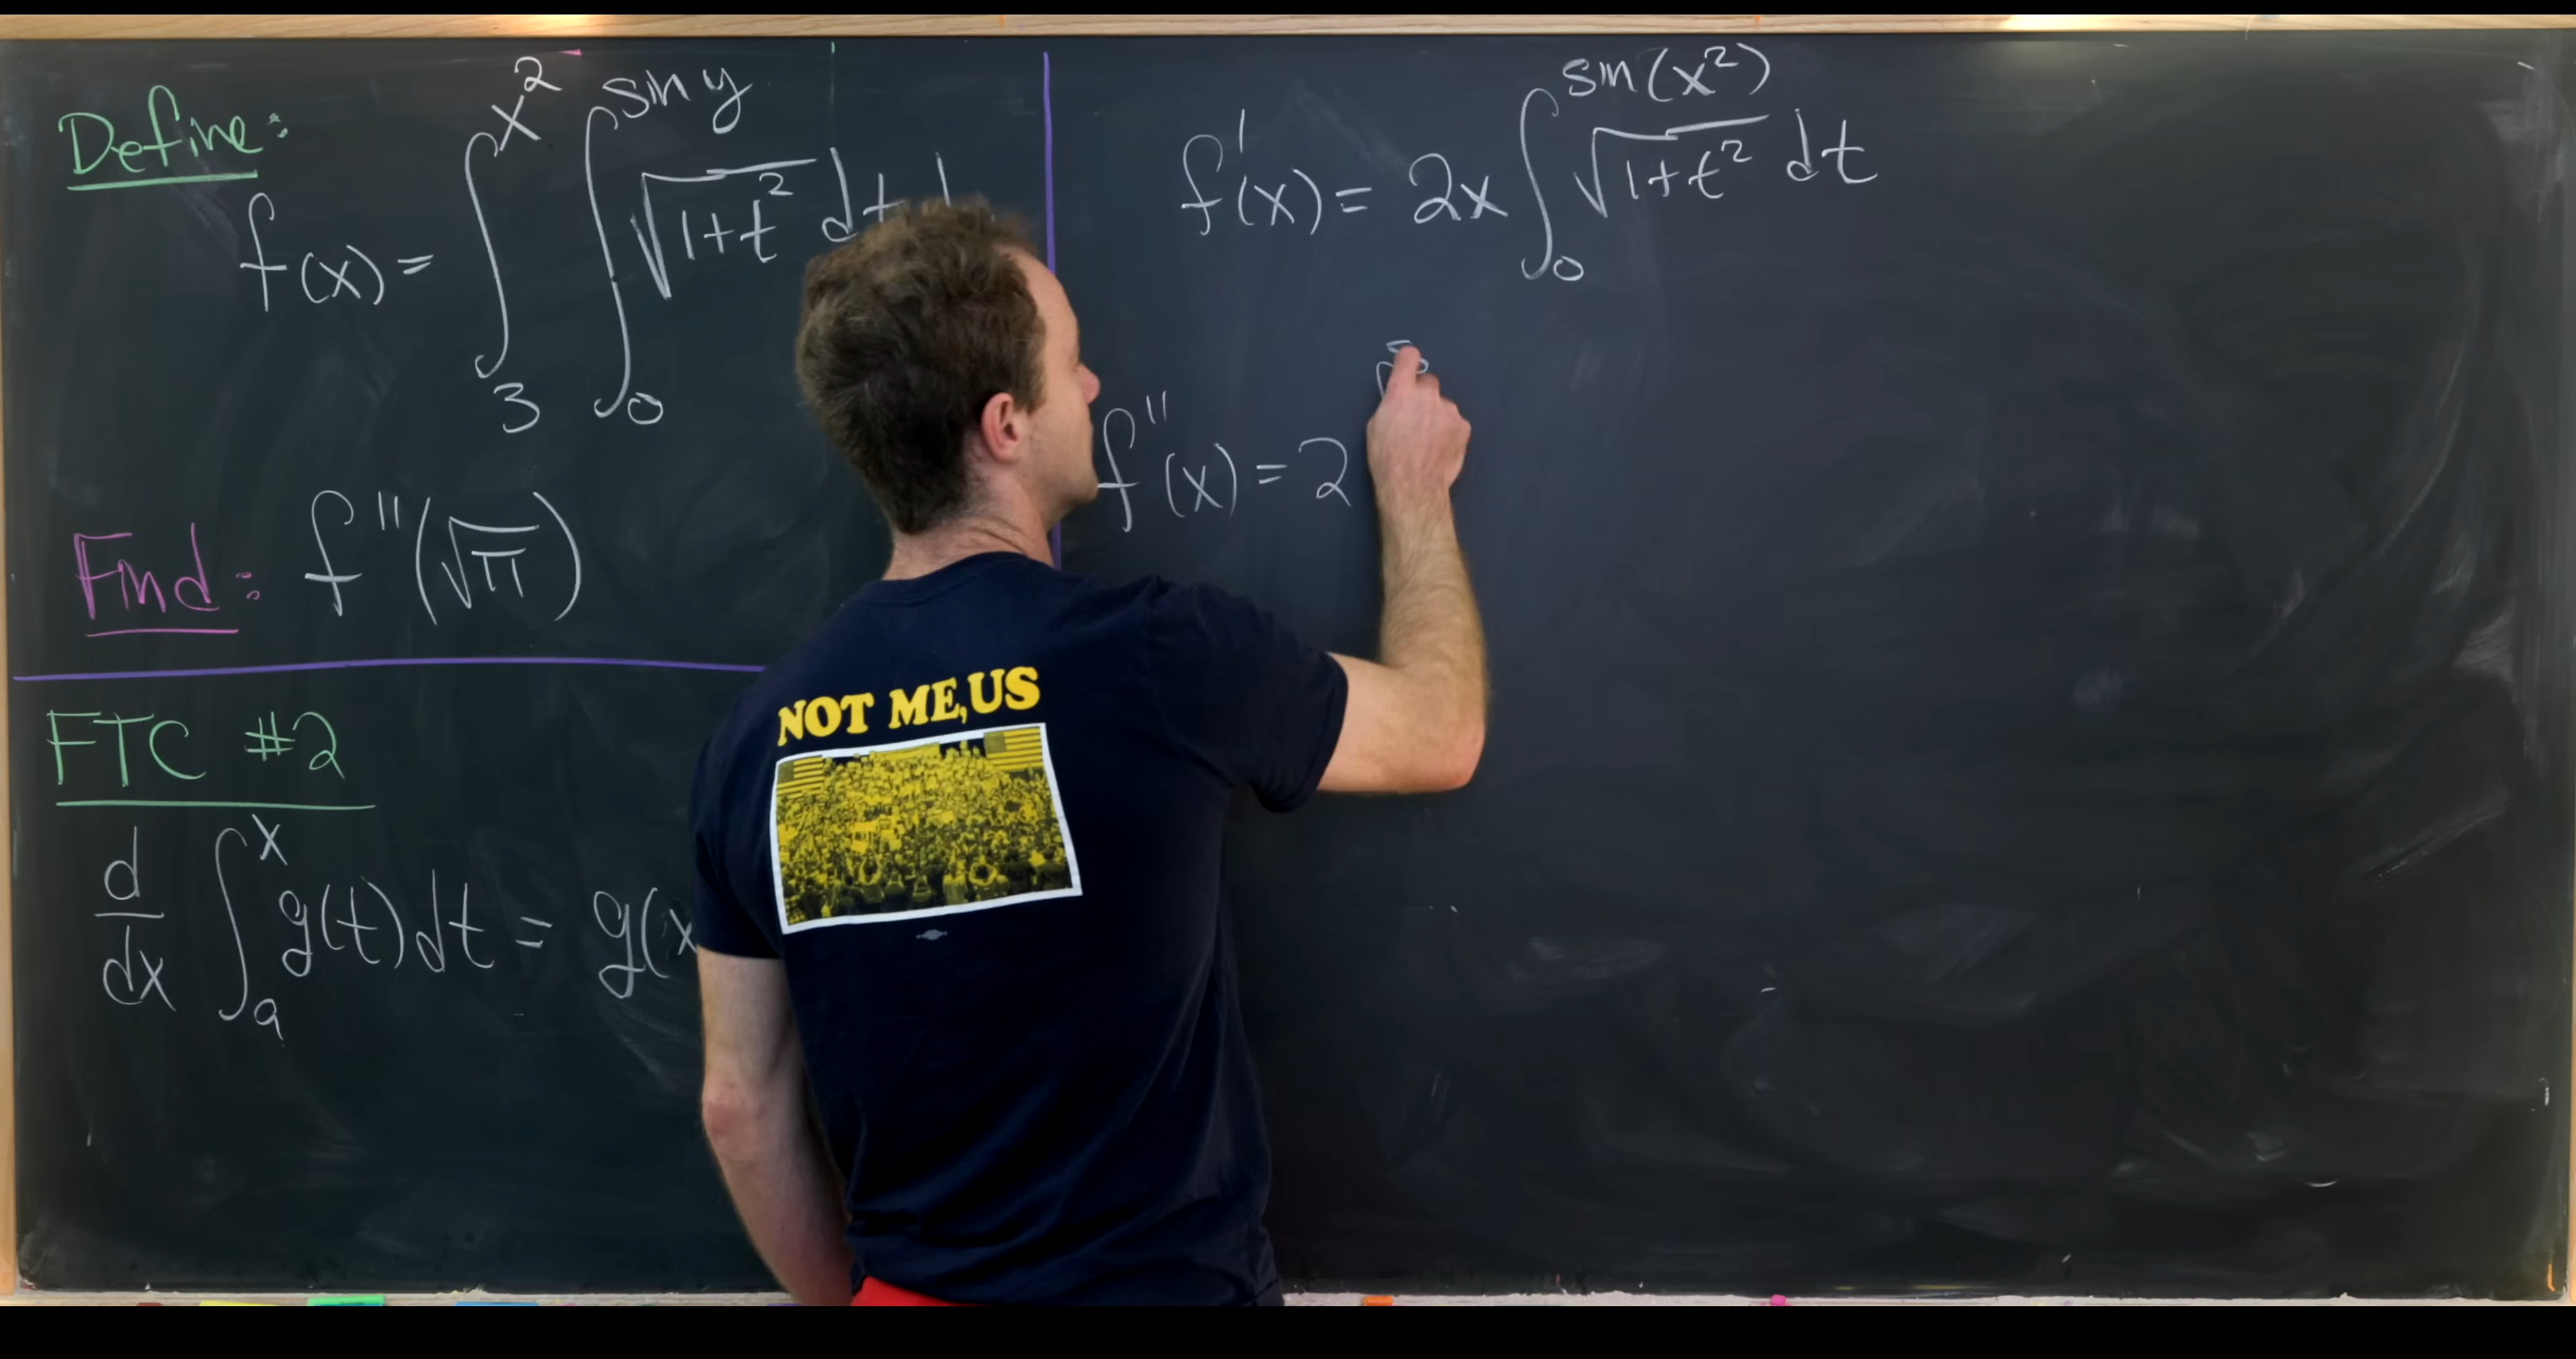 Define:
f(x) = ∫_3^{x^2} ∫_0^{sin y} √(1+t^2) dt
Find: f''(√π)
FTC #2
d/dx ∫_a^x g(t) dt = g(x
f'(x) = 2x ∫_0^{sin(x^2)} √(1+t^2) dt
f''(x) = 2
NOT ME, US